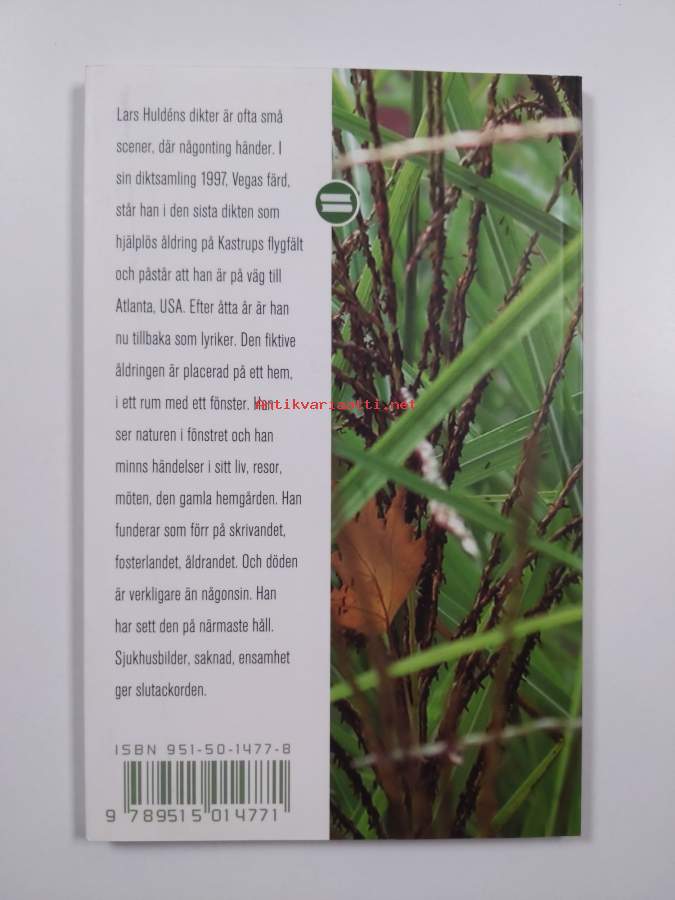 Lars Huldéns dikter är ofta små
scener, där någonting händer. I
sin diktsamling 1997, Vegas färd,
står han i den sista dikten som
hjälplös åldring på Kastrups flygfält
och påstår att han är på väg till
Atlanta, USA. Efter åtta år är han
nu tillbaka som lyriker. Den fiktive
åldringen är placerad på ett hem,
i ett rum med ett fönster. Han
Antikvariaatti.net
ser naturen i fönstret och han
minns händelser i sitt liv, resor,
möten, den gamla hemgården. Han
funderar som förr på skrivandet,
fosterlandet, åldrandet. Och döden
är verkligare än någonsin. Han
har sett den på närmaste håll.
Sjukhusbilder, saknad, ensamhet
ger slutackorden.
ISBN 951-50-1477-8
9 789515 014771